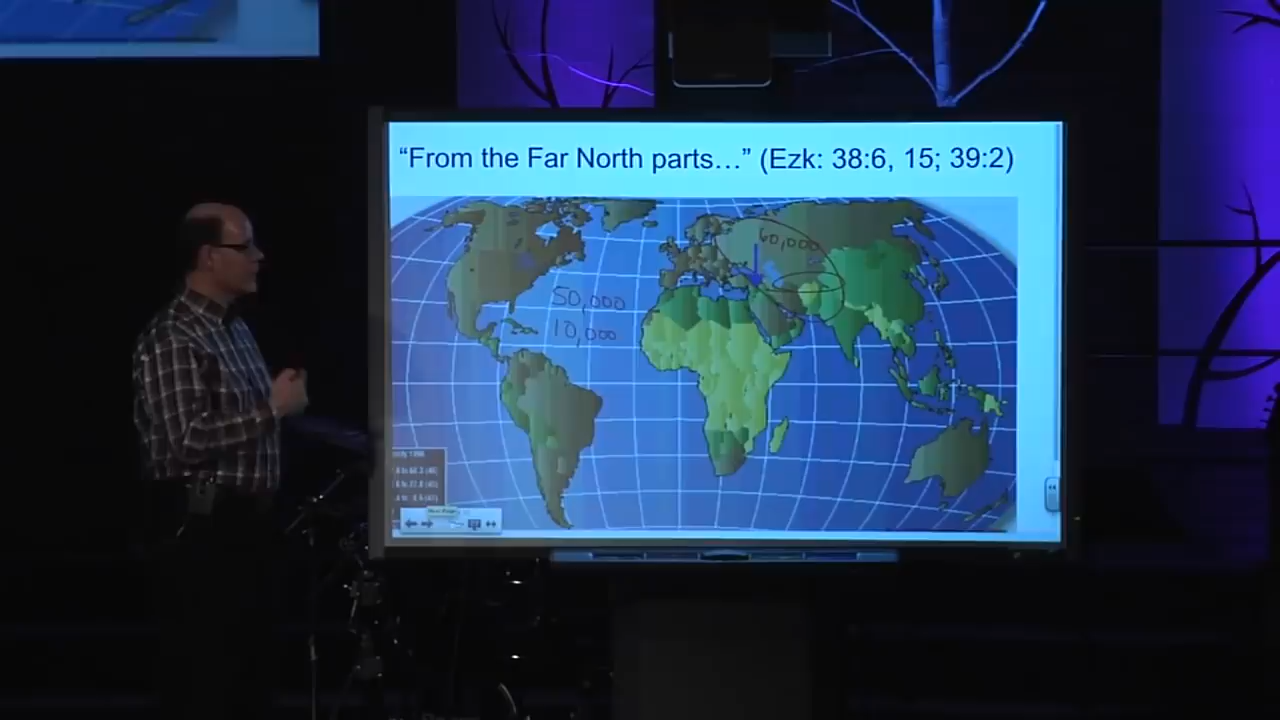 “From the Far North parts...” (Ezk: 38:6, 15; 39:2)
60,000
50,000
10,000